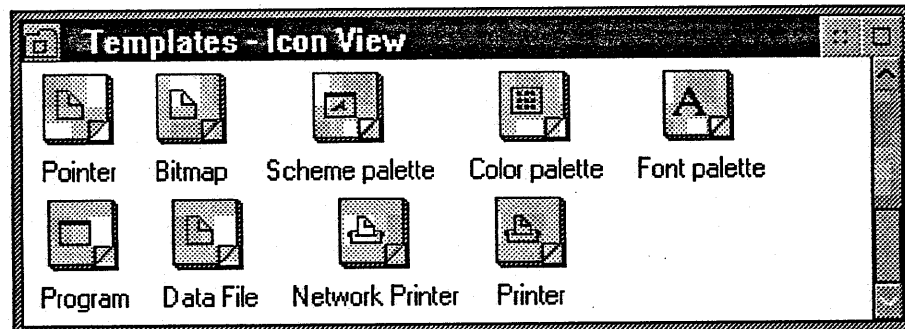 Templates - Icon View
Pointer Bitmap Scheme palette Color palette Font palette
Program Data File Network Printer Printer